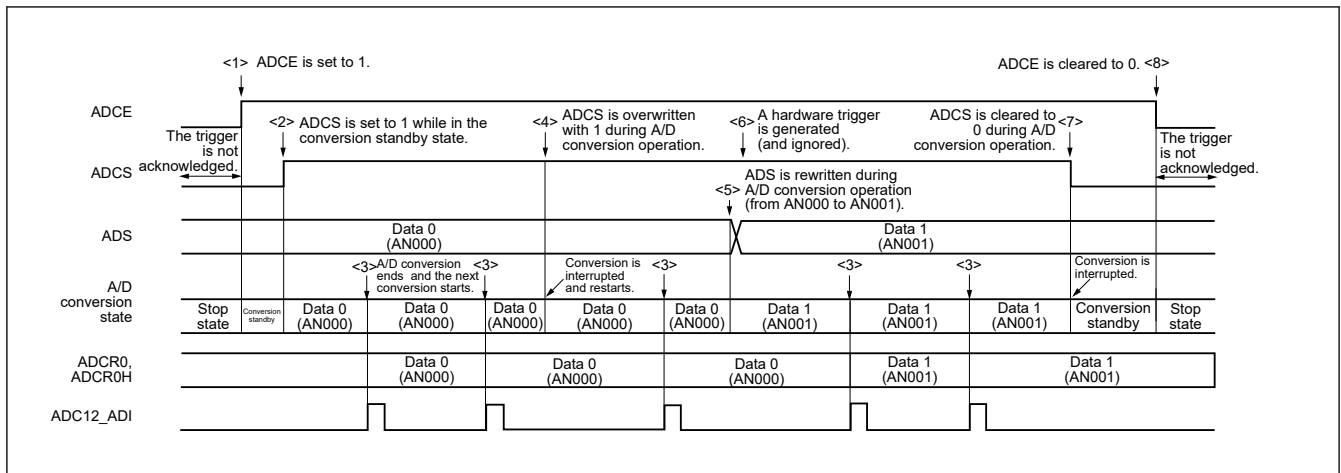 <1> ADCE is set to 1.
ADCE is cleared to 0. <8>
ADCE
The trigger
is not
acknowledged.
<2> ADCS is set to 1 while in the
conversion standby state.
<4> ADCS is overwritten
with 1 during A/D
conversion operation.
<6> A hardware trigger
is generated
(and ignored).
ADCS is cleared to <7>
0 during A/D
conversion operation.
The trigger
is not
acknowledged.
ADCS
ADS is rewritten during
<5> A/D conversion operation
(from AN000 to AN001).
ADS
Data 0
(AN000)
Data 1
(AN001)
<3> A/D conversion
ends and the next
conversion starts.
<3>
Conversion is
interrupted
and restarts.
<3>
<3>
<3>
Conversion is
interrupted.
A/D
conversion
state
Stop
state
Conversion
standby
Data 0
(AN000)
Data 0
(AN000)
Data 0
(AN000)
Data 0
(AN000)
Data 0
(AN000)
Data 1
(AN001)
Data 1
(AN001)
Data 1
(AN001)
Conversion
standby
Stop
state
ADCR0,
ADCR0H
Data 0
(AN000)
Data 0
(AN000)
Data 0
(AN000)
Data 1
(AN001)
Data 1
(AN001)
ADC12_ADI